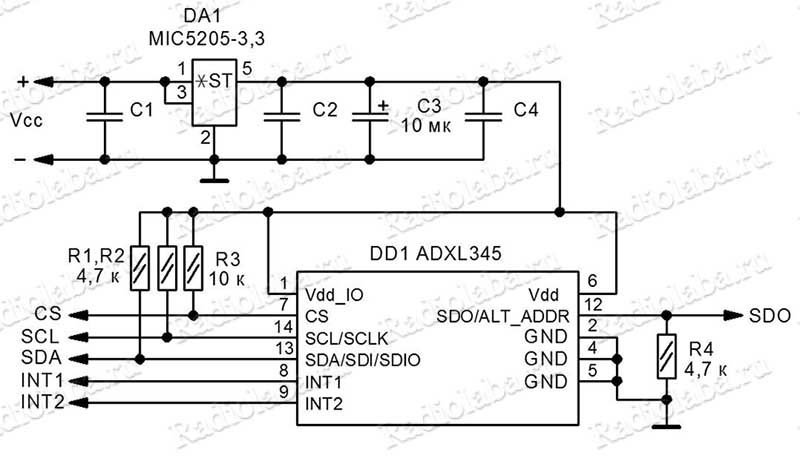 DA1
MIC5205-3,3
+
1
3
*ST
5
2
Vcc
C1
C2
+
C3
10 мк
C4
–
R1,R2
4,7 к
R3
10 к
DD1 ADXL345
CS
SCL
SDA
INT1
INT2
1
7
14
13
8
9
Vdd_IO
CS
SCL/SCLK
SDA/SDI/SDIO
INT1
INT2
Vdd
SDO/ALT_ADDR
GND
GND
GND
6
12
2
4
5
SDO
R4
4,7 к
Radiolaba.ru